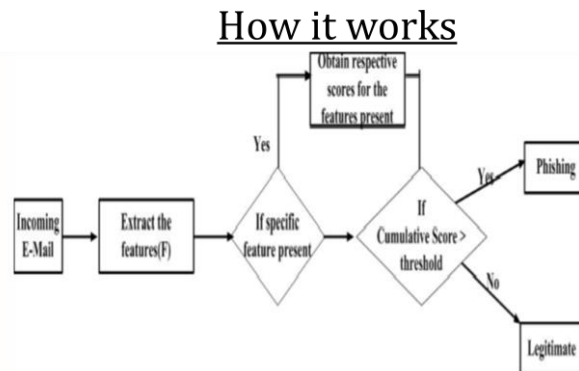 How it works
Obtain respective
scores for the
features present
Yes
Yes
Phishing
Incoming
E-Mail
Extract the
features(F)
If specific
feature present
If
Cumulative Score >
threshold
No
Legitimate